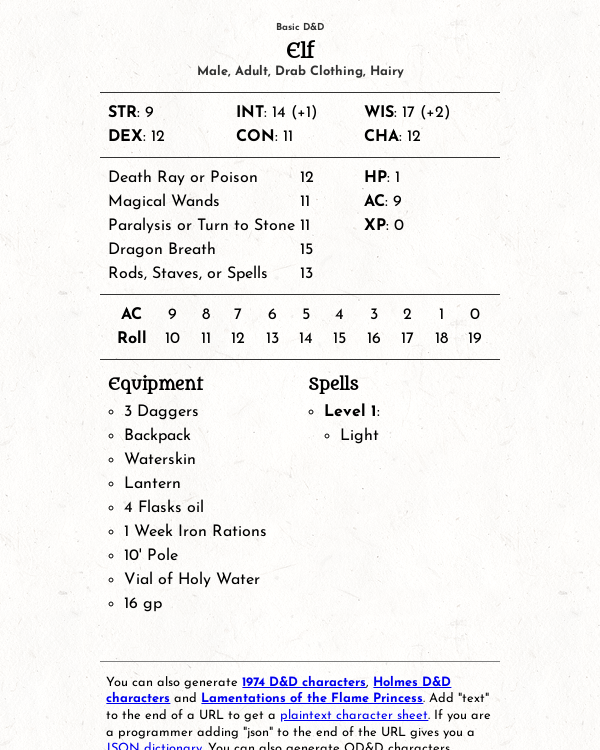 Basic D&D
Elf
Male, Adult, Drab Clothing, Hairy
STR: 9 INT: 14 (+1) WIS: 17 (+2)
DEX: 12 CON: 11 CHA: 12
Death Ray or Poison 12 HP: 1
Magical Wands 11 AC: 9
Paralysis or Turn to Stone 11 XP: 0
Dragon Breath 15
Rods, Staves, or Spells 13
AC 9 8 7 6 5 4 3 2 1 0
Roll 10 11 12 13 14 15 16 17 18 19
Equipment
◦ 3 Daggers
◦ Backpack
◦ Waterskin
◦ Lantern
◦ 4 Flasks oil
◦ 1 Week Iron Rations
◦ 10' Pole
◦ Vial of Holy Water
◦ 16 gp
Spells
◦ Level 1:
◦ Light
You can also generate 1974 D&D characters, Holmes D&D
characters and Lamentations of the Flame Princess. Add "text"
to the end of a URL to get a plaintext character sheet. If you are
a programmer adding "json" to the end of the URL gives you a
JSON dictionary. You can also generate OD&D characters